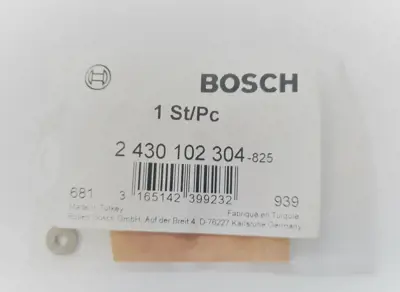 BOSCH
1 St/Pc
2 430 102 304-825
681 3 165142 399232 939
Made in Turkey Fabriqué en Turquie
Robert Bosch GmbH, Auf der Breit 4, D-76227 Karlsruhe Germany